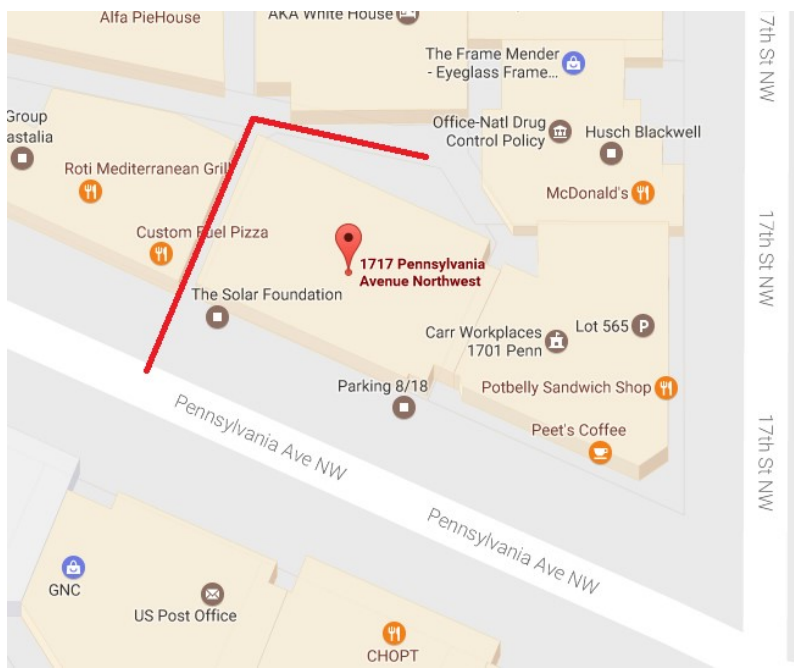 Alfa PieHouse
AKA White House
17th St NW
The Frame Mender
- Eyeglass Frame...
Group
astalia
Office-Natl Drug
Control Policy
Husch Blackwell
Roti Mediterranean Grill
McDonald's
Custom Fuel Pizza
17th St NW
1717 Pennsylvania
Avenue Northwest
The Solar Foundation
Carr Workplaces
1701 Penn
Lot 565
P
Parking 8/18
Potbelly Sandwich Shop
Pennsylvania Ave NW
Peet's Coffee
17th St NW
Pennsylvania Ave NW
GNC
US Post Office
CHOPT